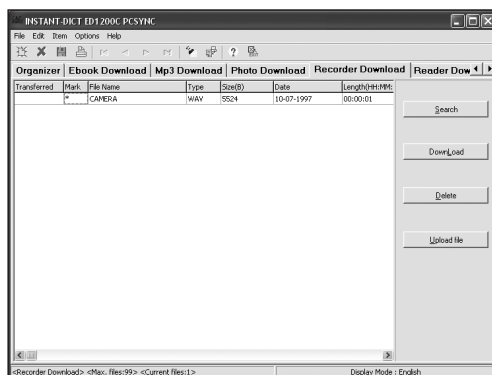 INSTANT-DICT ED1200C PCSYNC
File Edit Item Options Help
Organizer Ebook Download Mp3 Download Photo Download Recorder Download Reader Dow
Transferred Mark File Name Type Size(B) Date Length(HH:MM:
* CAMERA WAV 5524 10-07-1997 00:00:01
Search
DownLoad
Delete
Upload file
<Recorder Download> <Max. files:99> <Current files:1> Display Mode : English